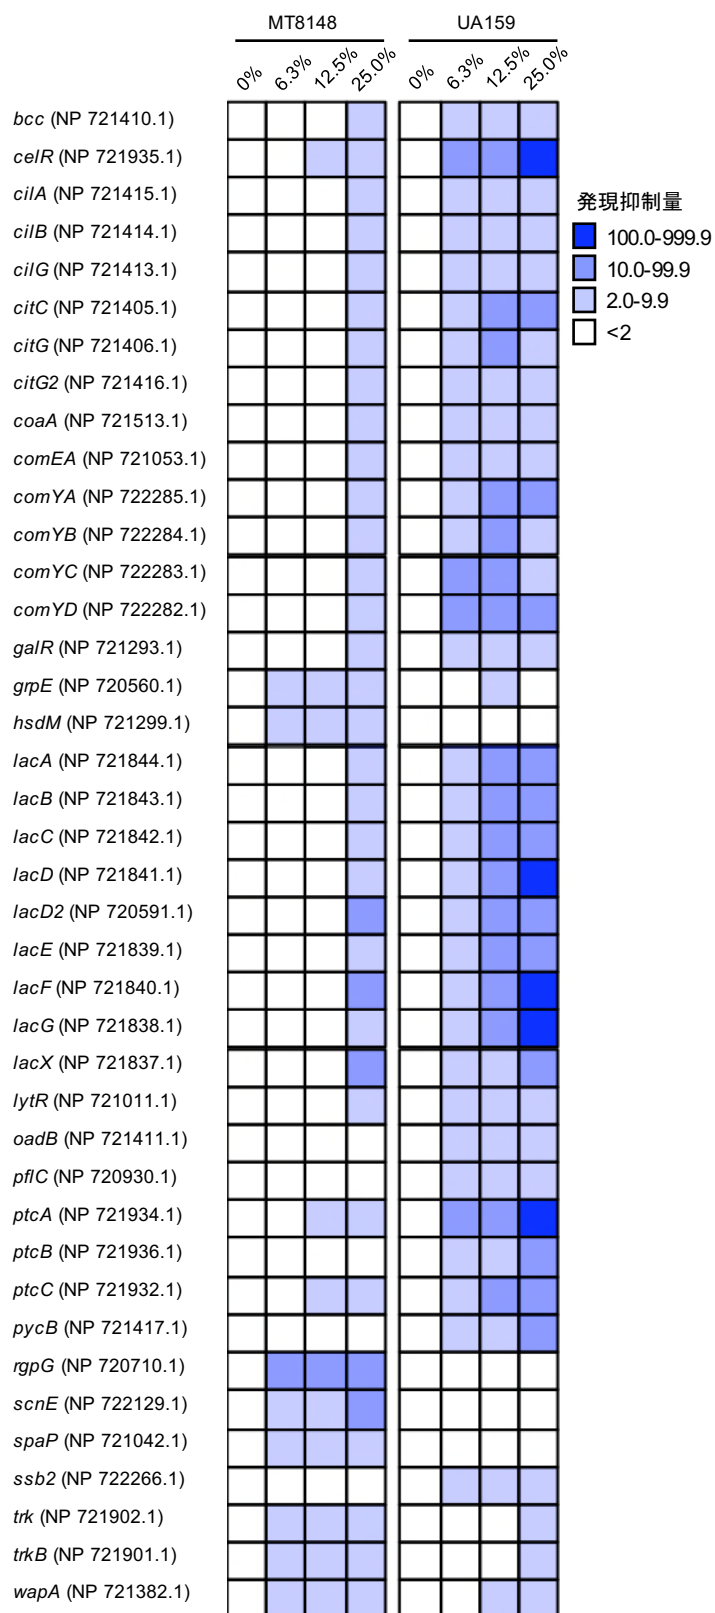 MT8148 UA159
0% 6.3% 12.5% 25.0% 0% 6.3% 12.5% 25.0%
bcc (NP 721410.1)
celR (NP 721935.1)
cilA (NP 721415.1)
cilB (NP 721414.1)
cilG (NP 721413.1)
citC (NP 721405.1)
citG (NP 721406.1)
citG2 (NP 721416.1)
coaA (NP 721513.1)
comEA (NP 721053.1)
comYA (NP 722285.1)
comYB (NP 722284.1)
comYC (NP 722283.1)
comYD (NP 722282.1)
galR (NP 721293.1)
grpE (NP 720560.1)
hsdM (NP 721299.1)
lacA (NP 721844.1)
lacB (NP 721843.1)
lacC (NP 721842.1)
lacD (NP 721841.1)
lacD2 (NP 720591.1)
lacE (NP 721839.1)
lacF (NP 721840.1)
lacG (NP 721838.1)
lacX (NP 721837.1)
lytR (NP 721011.1)
oadB (NP 721411.1)
pflC (NP 720930.1)
ptcA (NP 721934.1)
ptcB (NP 721936.1)
ptcC (NP 721932.1)
pycB (NP 721417.1)
rgpG (NP 720710.1)
scnE (NP 722129.1)
spaP (NP 721042.1)
ssb2 (NP 722266.1)
trk (NP 721902.1)
trkB (NP 721901.1)
wapA (NP 721382.1)
発現抑制量
100.0-999.9
10.0-99.9
2.0-9.9
<2